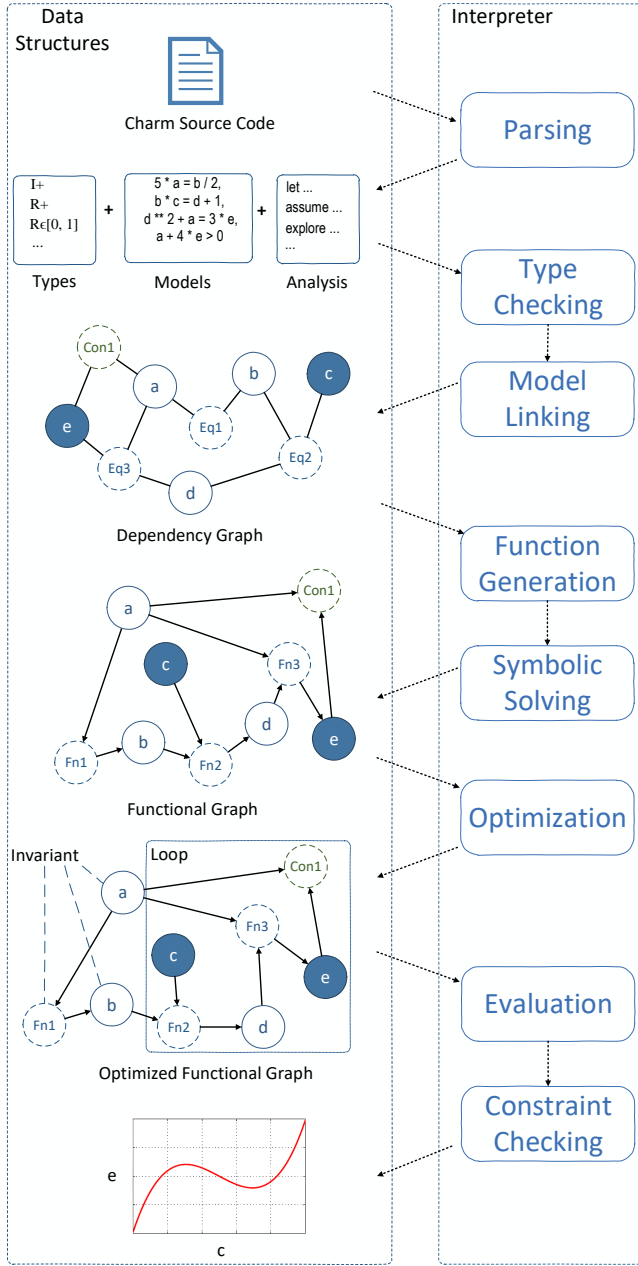 Data
Structures
Interpreter
Charm Source Code
Parsing
I+
R+
Rϵ[0, 1]
...
+
5 * a = b / 2,
b * c = d + 1,
d ** 2 + a = 3 * e,
a + 4 * e > 0
+
let ...
assume ...
explore ...
...
Types
Models
Analysis
Type
Checking
Con1
a
b
c
e
Eq1
Eq2
Eq3
d
Dependency Graph
Model
Linking
Function
Generation
a
Con1
c
Fn3
b
d
e
Fn1
Fn2
Functional Graph
Symbolic
Solving
Optimization
Invariant
Loop
a
Con1
Fn3
c
e
b
Fn1
Fn2
d
Optimized Functional Graph
Evaluation
Constraint
Checking
e
c